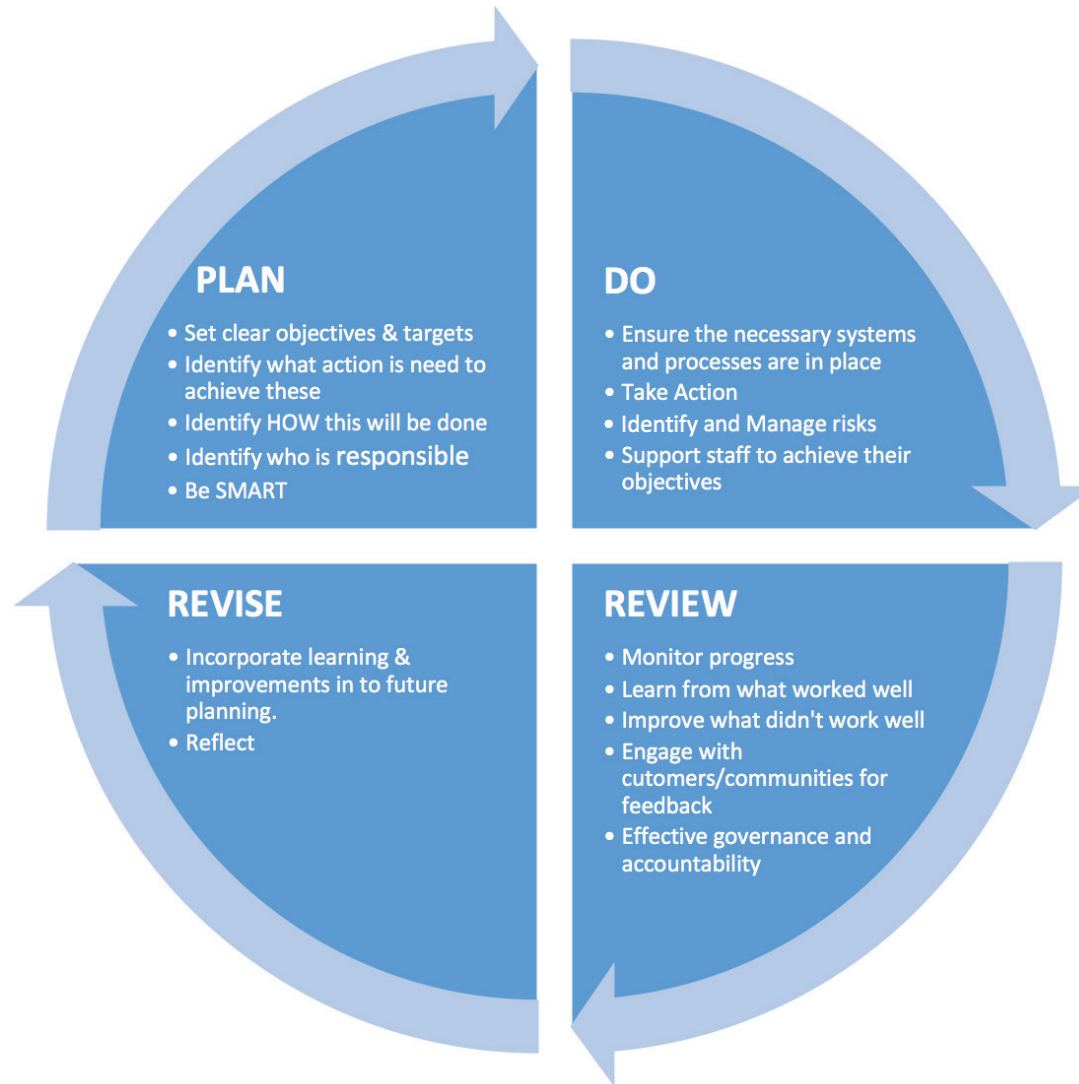 PLAN
• Set clear objectives & targets
• Identify what action is need to
achieve these
• Identify HOW this will be done
• Identify who is responsible
• Be SMART
DO
• Ensure the necessary systems
and processes are in place
• Take Action
• Identify and Manage risks
• Support staff to achieve their
objectives
REVISE
• Incorporate learning &
improvements in to future
planning.
• Reflect
REVIEW
• Monitor progress
• Learn from what worked well
• Improve what didn't work well
• Engage with
cutomers/communities for
feedback
• Effective governance and
accountability